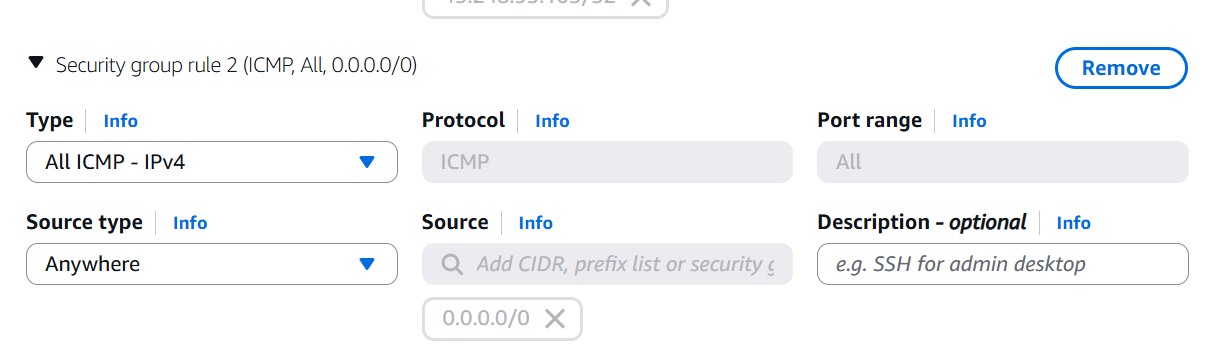 Security group rule 2 (ICMP, All, 0.0.0.0/0)
Remove
Type Info
Protocol Info
Port range Info
All ICMP - IPv4
ICMP
All
Source type Info
Source Info
Description - optional Info
Anywhere
Add CIDR, prefix list or security
e.g. SSH for admin desktop
0.0.0.0/0